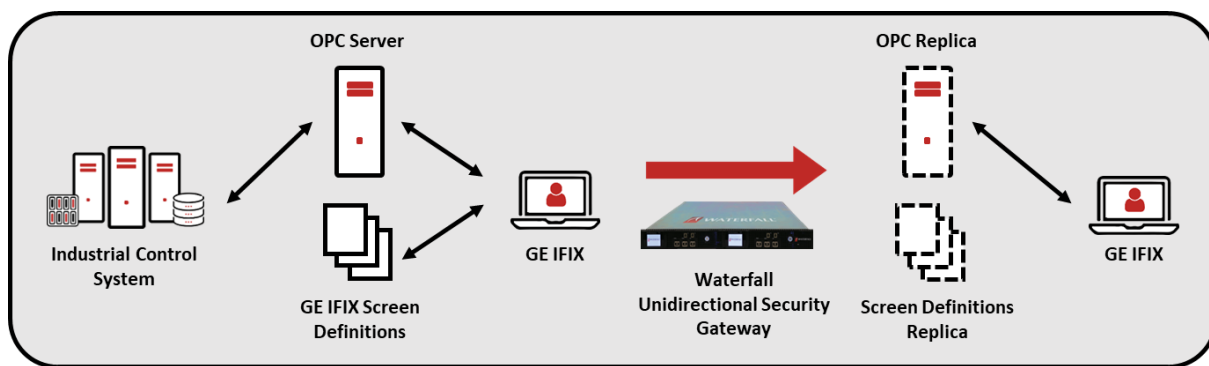 OPC Server
OPC Replica
WATERFALL
Industrial Control
System
GE IFIX
GE IFIX
GE IFIX Screen
Definitions
Waterfall
Unidirectional Security
Gateway
Screen Definitions
Replica